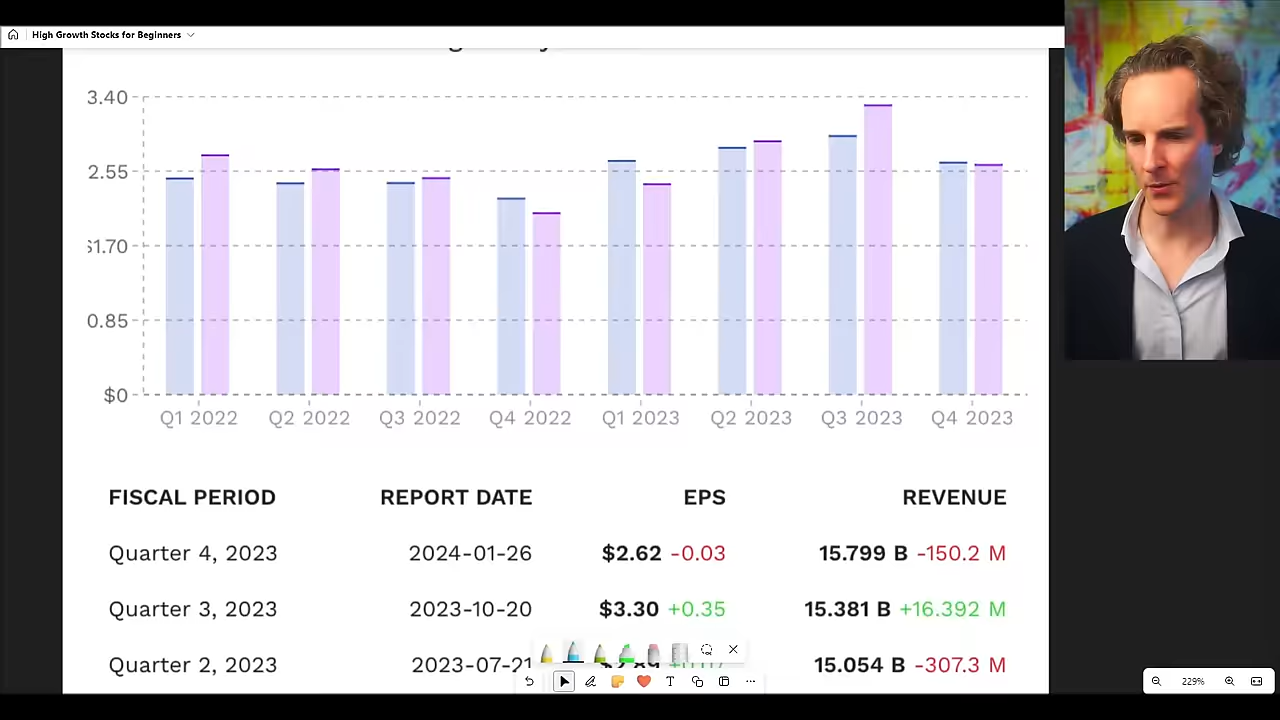 High Growth Stocks for Beginners
3.40
2.55
$1.70
0.85
$0
Q1 2022 Q2 2022 Q3 2022 Q4 2022 Q1 2023 Q2 2023 Q3 2023 Q4 2023
FISCAL PERIOD REPORT DATE EPS REVENUE
Quarter 4, 2023 2024-01-26 $2.62 -0.03 15.799 B -150.2 M
Quarter 3, 2023 2023-10-20 $3.30 +0.35 15.381 B +16.392 M
Quarter 2, 2023 2023-07-21 15.054 B -307.3 M
T
229%